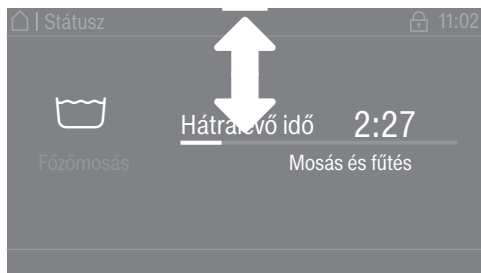 | Státusz 11:02
Hátralévő idő 2:27
Főzőmosás
Mosás és fűtés